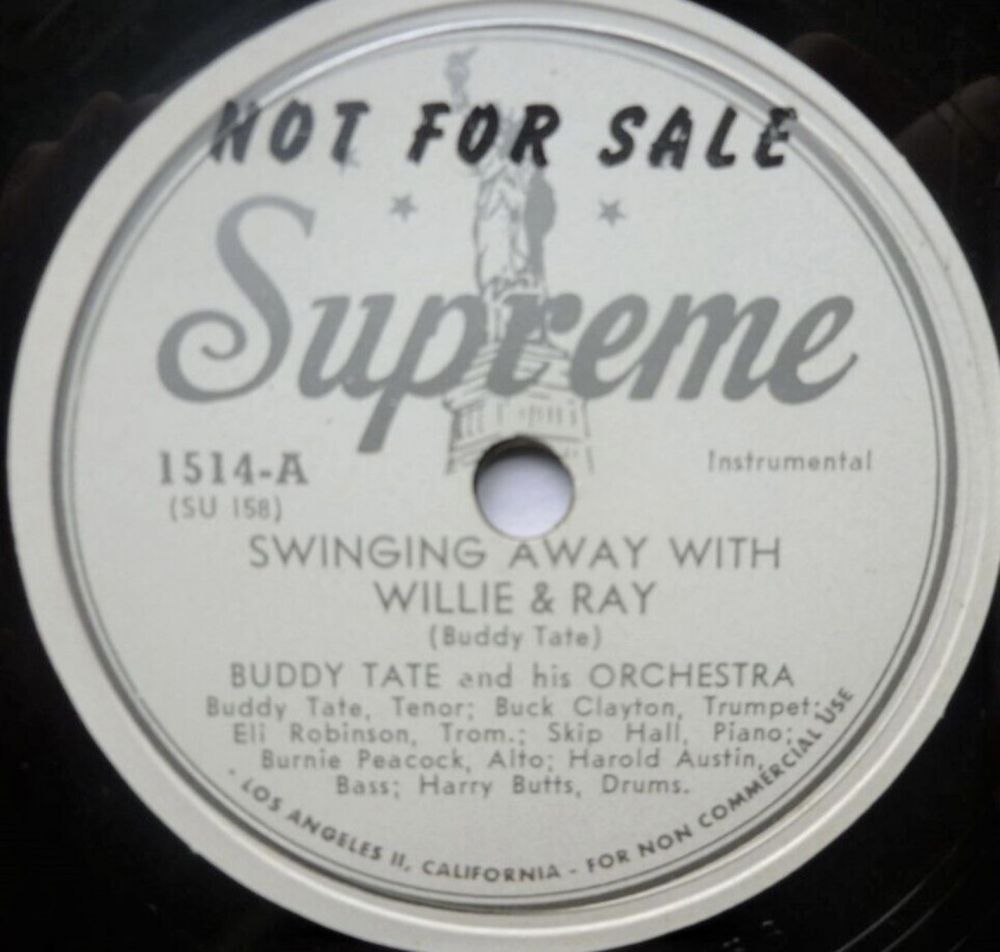 NOT FOR SALE
Supreme
1514-A
Instrumental
(SU 158)
SWINGING AWAY WITH
WILLIE & RAY
(Buddy Tate)
BUDDY TATE and his ORCHESTRA
Buddy Tate, Tenor; Buck Clayton, Trumpet;
Eli Robinson, Trom.; Skip Hall, Piano;
Burnie Peacock, Alto; Harold Austin,
Bass; Harry Butts, Drums.
· LOS ANGELES 11, CALIFORNIA - FOR NON COMMERCIAL USE